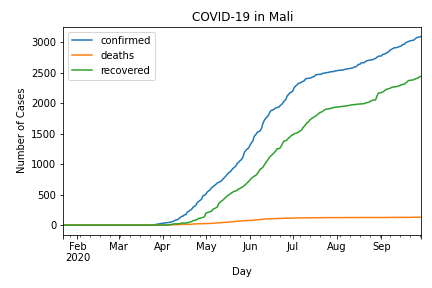 COVID-19 in Mali
confirmed
deaths
recovered
Number of Cases
3000
2500
2000
1500
1000
500
0
Feb Mar Apr May Jun Jul Aug Sep
2020
Day